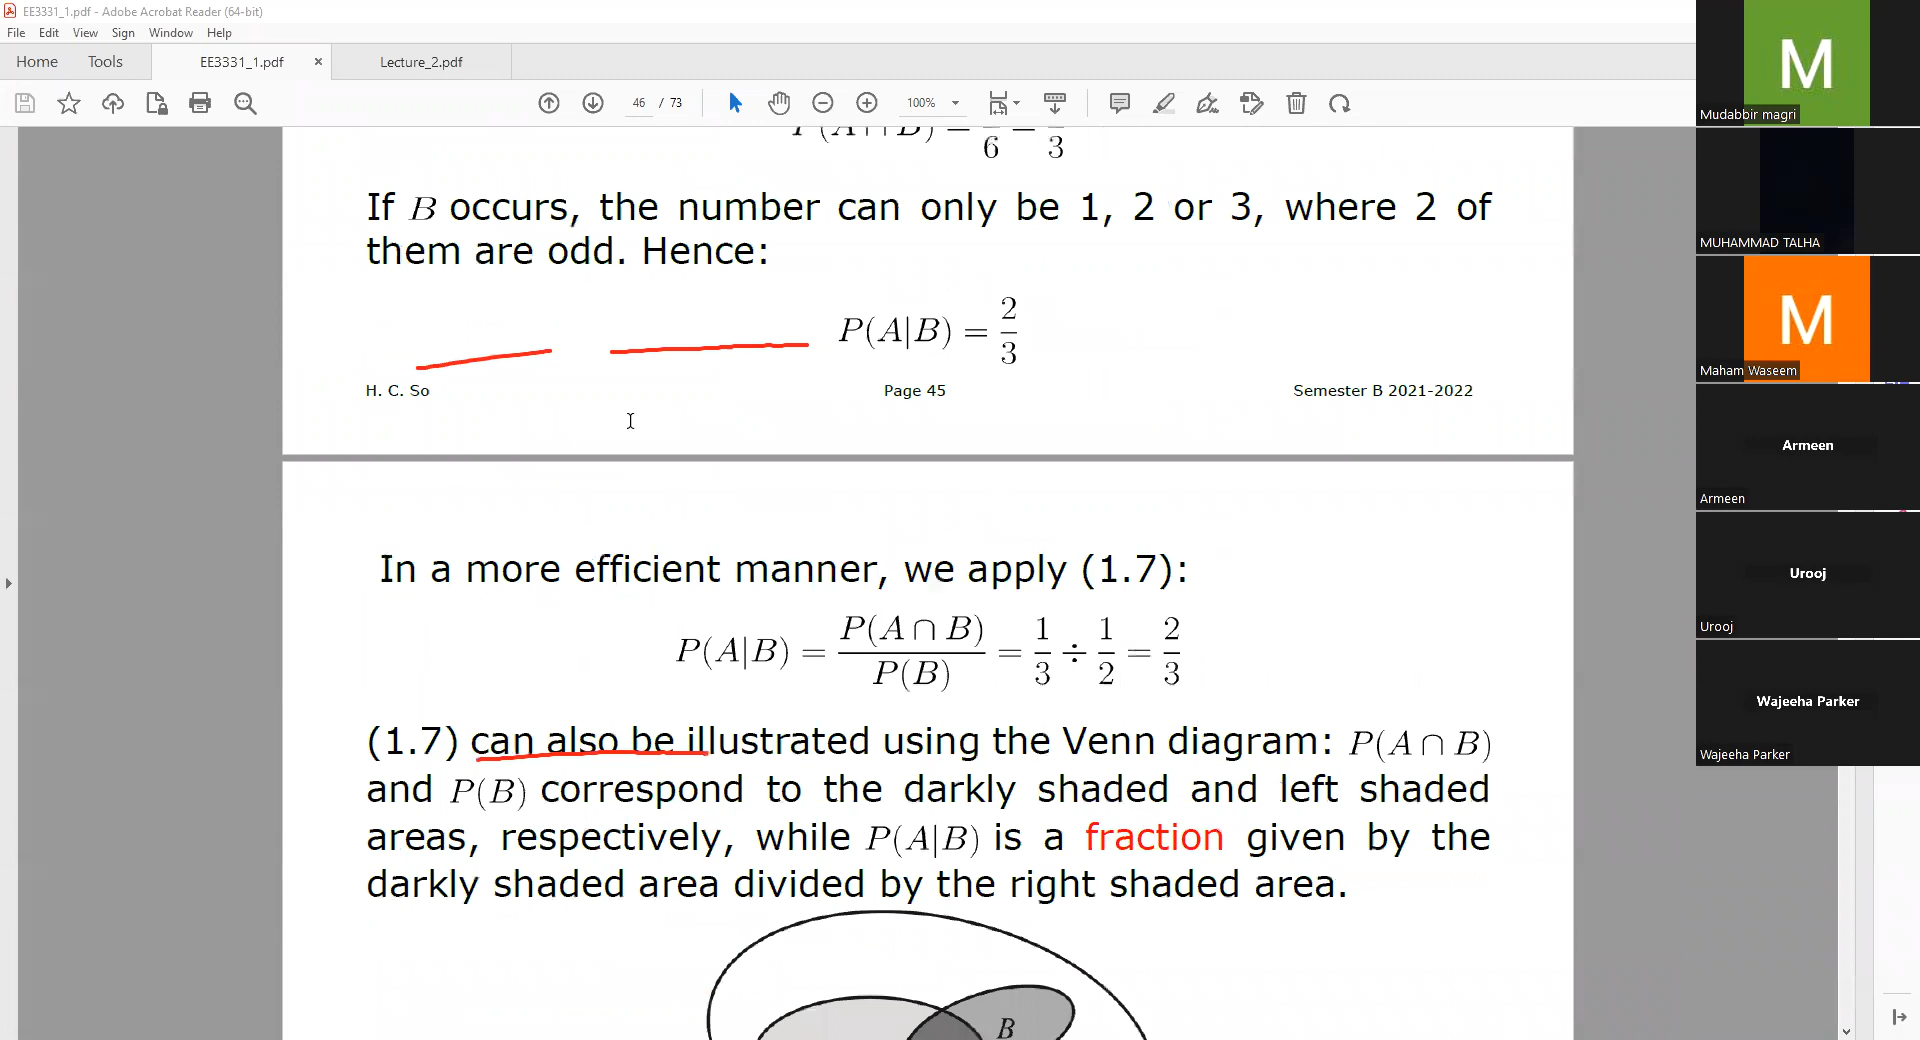 EE3331_1.pdf - Adobe Acrobat Reader (64-bit)
File Edit View Sign Window Help
Home Tools EE3331_1.pdf × Lecture_2.pdf
46 / 73 100%
P(A ∩ B) = — = —
6 3
If B occurs, the number can only be 1, 2 or 3, where 2 of
them are odd. Hence:
P(A|B) = 2/3
H. C. So Page 45 Semester B 2021-2022
In a more efficient manner, we apply (1.7):
P(A|B) = P(A ∩ B)/P(B) = 1/3 ÷ 1/2 = 2/3
(1.7) can also be illustrated using the Venn diagram: P(A ∩ B)
and P(B) correspond to the darkly shaded and left shaded
areas, respectively, while P(A|B) is a fraction given by the
darkly shaded area divided by the right shaded area.
B
M
Mudabbir magri
MUHAMMAD TALHA
M
Maham Waseem
Armeen
Armeen
Urooj
Urooj
Wajeeha Parker
Wajeeha Parker